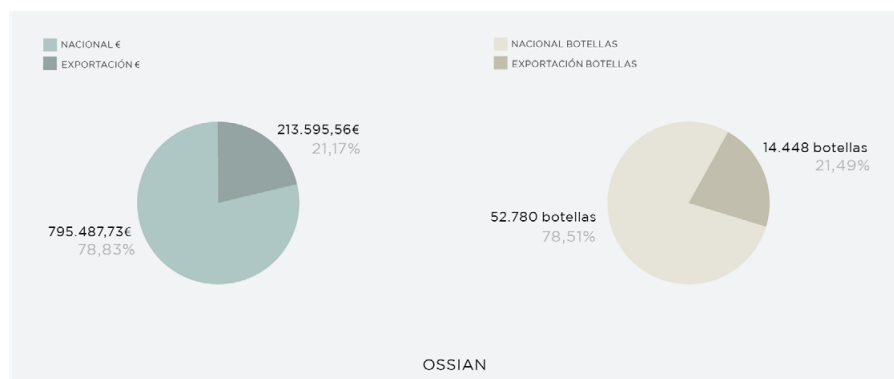 NACIONAL €
EXPORTACIÓN €
213.595,56€
21,17%
795.487,73€
78,83%
NACIONAL BOTELLAS
EXPORTACIÓN BOTELLAS
14.448 botellas
21,49%
52.780 botellas
78,51%
OSSIAN